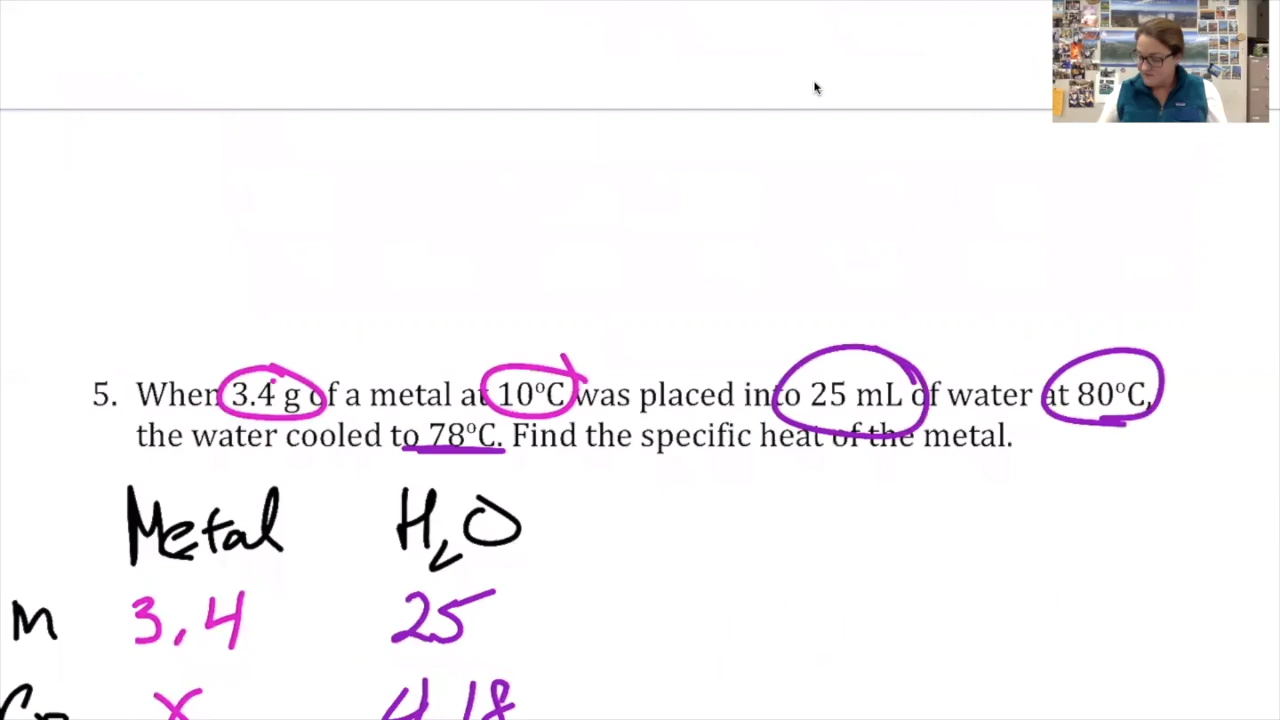 5. When 3.4 g of a metal at 10°C was placed into 25 mL of water at 80°C,
the water cooled to 78°C. Find the specific heat of the metal.
Metal H₂O
M 3.4 25
x 4.18